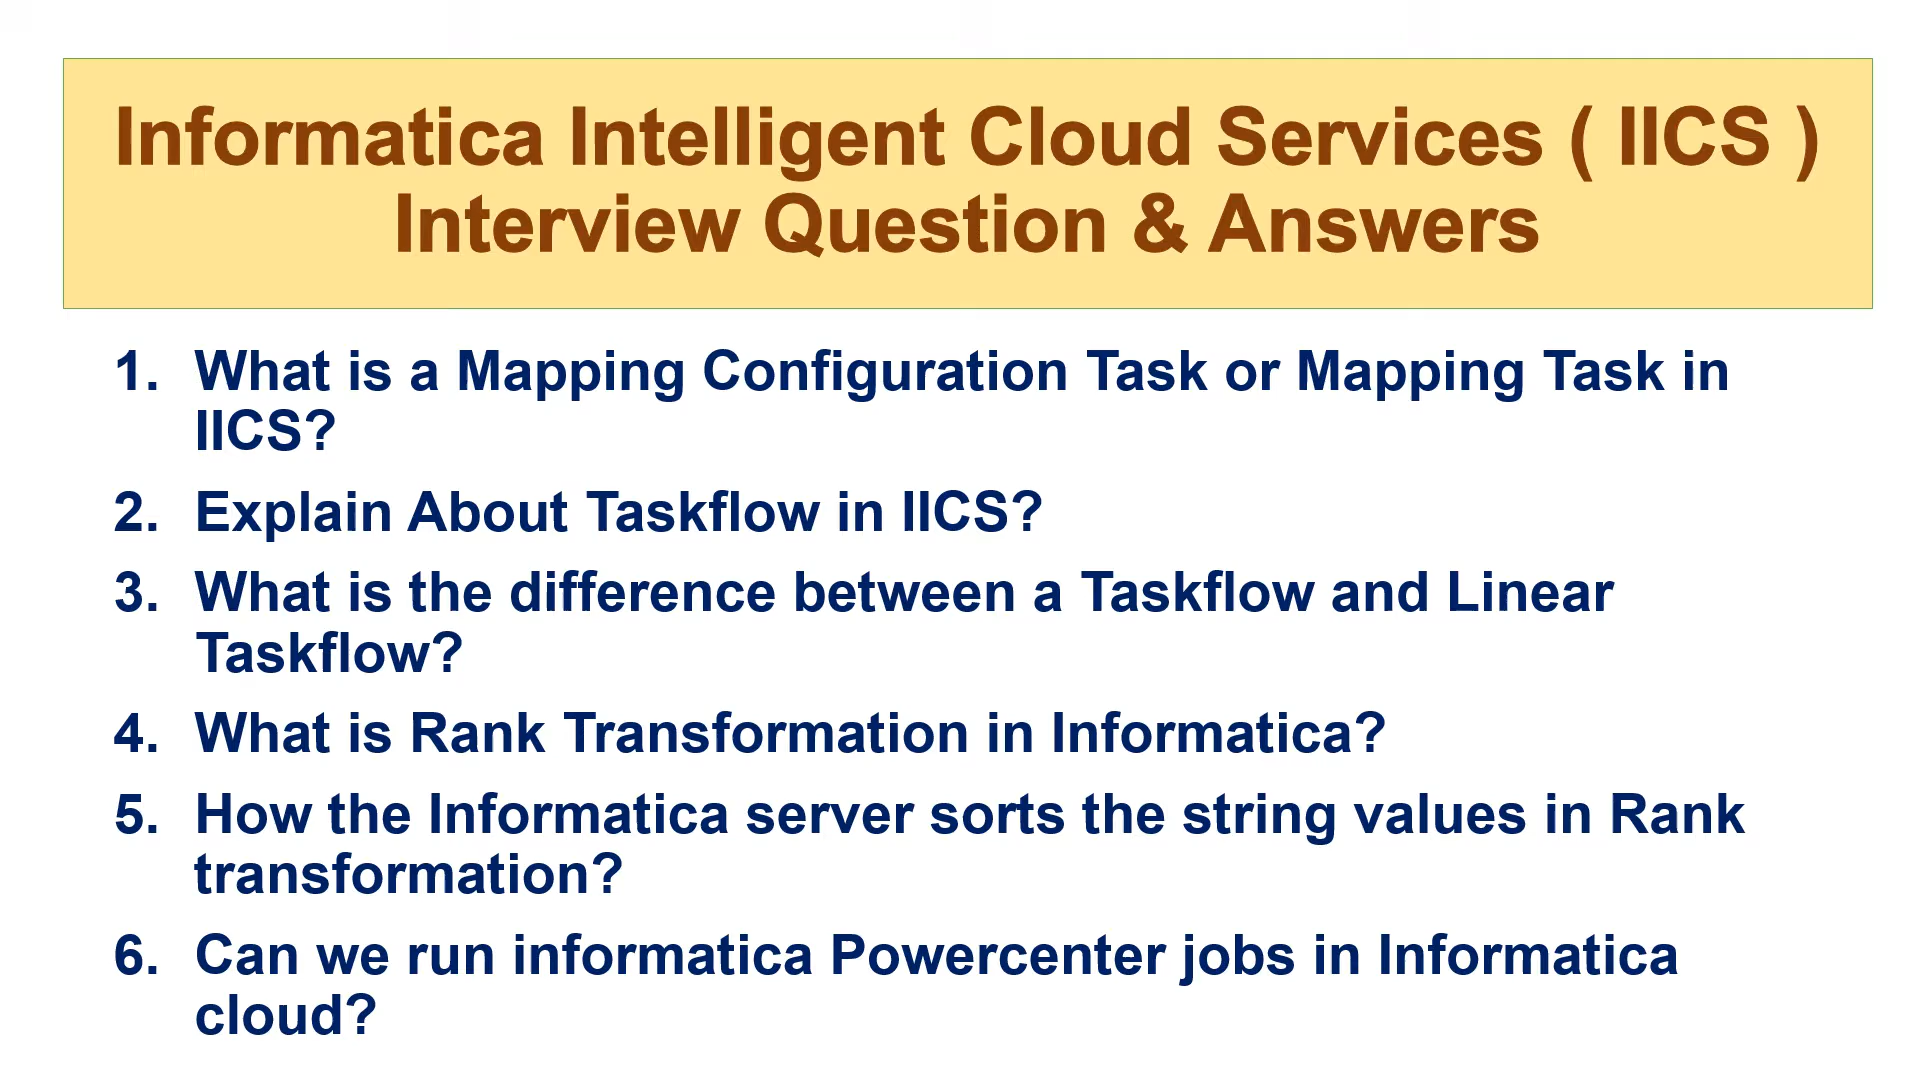 Informatica Intelligent Cloud Services ( IICS )
Interview Question & Answers
1. What is a Mapping Configuration Task or Mapping Task in
IICS?
2. Explain About Taskflow in IICS?
3. What is the difference between a Taskflow and Linear
Taskflow?
4. What is Rank Transformation in Informatica?
5. How the Informatica server sorts the string values in Rank
transformation?
6. Can we run informatica Powercenter jobs in Informatica
cloud?